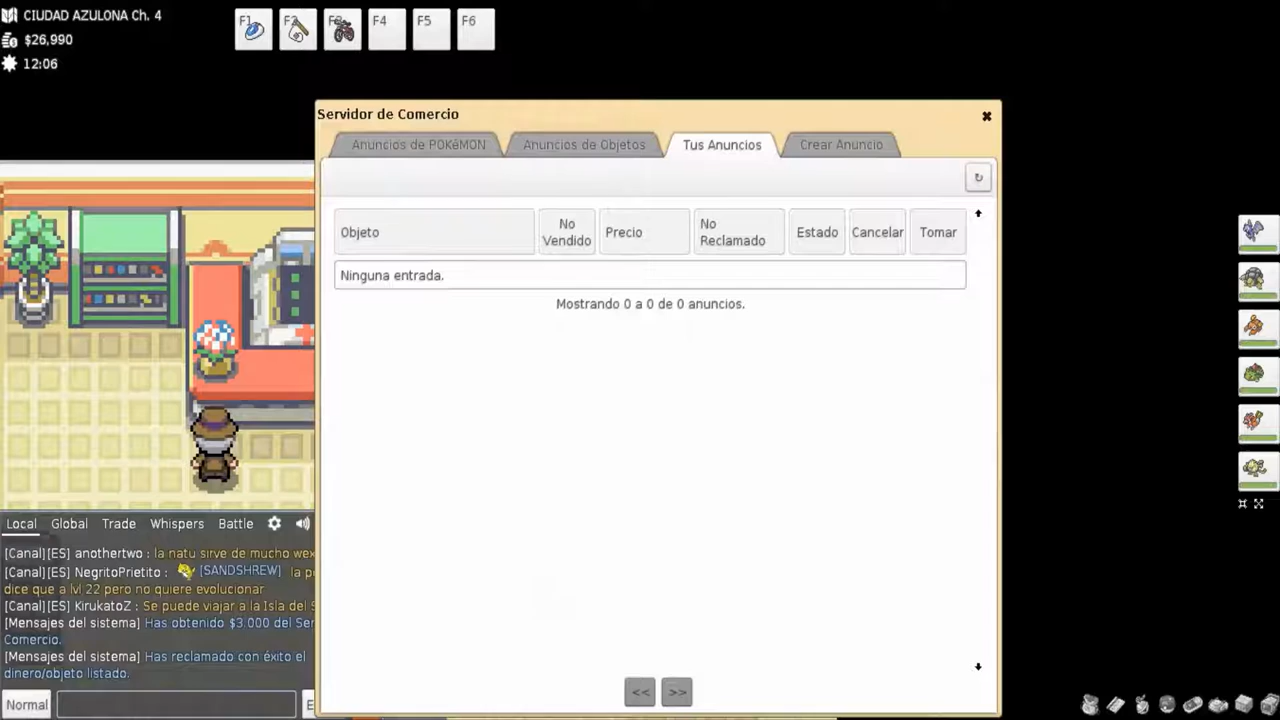 CIUDAD AZULONA Ch. 4
$26,990
12:06
F1 F2 F3 F4 F5 F6
Servidor de Comercio
Anuncios de POKéMON Anuncios de Objetos Tus Anuncios Crear Anuncio
Objeto No Vendido Precio No Reclamado Estado Cancelar Tomar
Ninguna entrada.
Mostrando 0 a 0 de 0 anuncios.
<< >>
Local Global Trade Whispers Battle
[Canal][ES] anothertwo : la natu sirve de mucho
[Canal][ES] NegritoPrietito : [SANDSHREW] la
dice que a lvl 22 pero no quiere evolucionar
[Canal][ES] KirukatoZ : Se puede viajar a la Isla del
[Mensajes del sistema] Has obtenido $3.000 del Ser
Comercio.
[Mensajes del sistema] Has reclamado con éxito el
dinero/objeto listado.
Normal